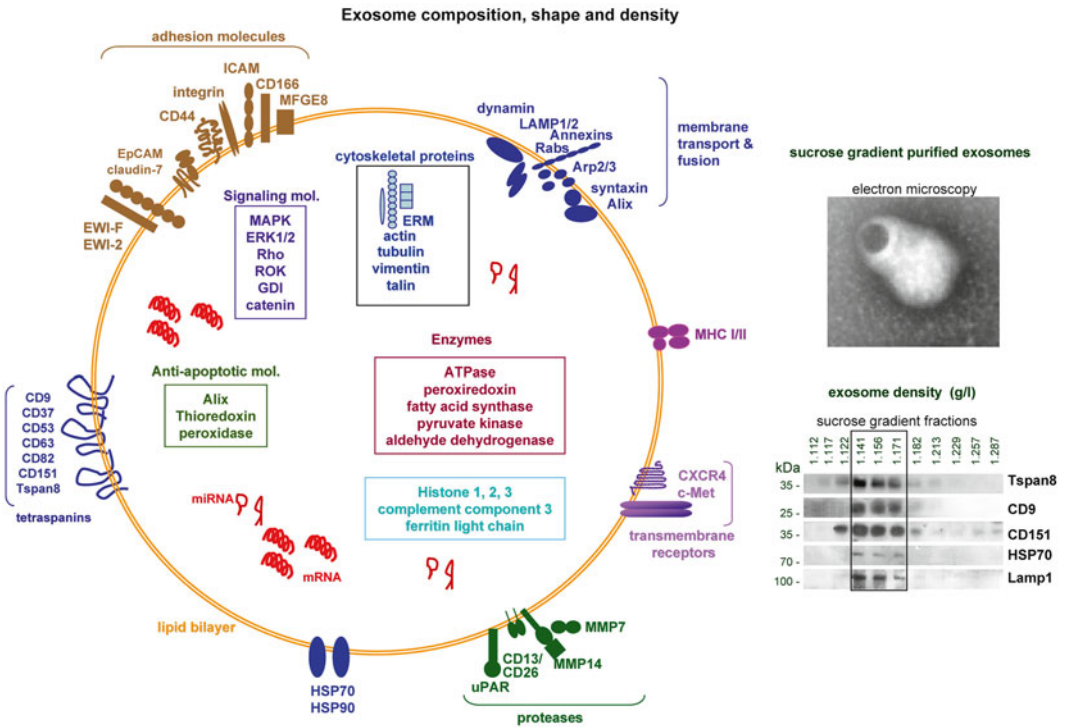 Exosome composition, shape and density
adhesion molecules
ICAM
CD166
integrin
MFGE8
CD44
EpCAM
claudin-7
EWI-F
EWI-2
dynamin
LAMP1/2
Annexins
Rabs
Arp2/3
syntaxin
Alix
membrane
transport &
fusion
cytoskeletal proteins
ERM
actin
tubulin
vimentin
talin
Signaling mol.
MAPK
ERK1/2
Rho
ROK
GDI
catenin
MHC I/II
Enzymes
ATPase
peroxiredoxin
fatty acid synthase
pyruvate kinase
aldehyde dehydrogenase
Anti-apoptotic mol.
Alix
Thioredoxin
peroxidase
CD9
CD37
CD53
CD63
CD82
CD151
Tspan8
tetraspanins
miRNA
mRNA
Histone 1, 2, 3
complement component 3
ferritin light chain
CXCR4
c-Met
transmembrane
receptors
lipid bilayer
HSP70
HSP90
MMP7
MMP14
CD13/
CD26
uPAR
proteases
sucrose gradient purified exosomes
electron microscopy
exosome density (g/l)
sucrose gradient fractions
1.112 1.117 1.122 1.141 1.156 1.171 1.182 1.213 1.229 1.257 1.287
kDa
35 - Tspan8
25 - CD9
35 - CD151
70 - HSP70
100 - Lamp1